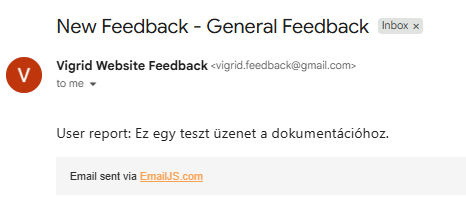 New Feedback - General Feedback Inbox ×
V
Vigrid Website Feedback <vigrid.feedback@gmail.com>
to me
User report: Ez egy teszt üzenet a dokumentációhoz.
Email sent via EmailJS.com